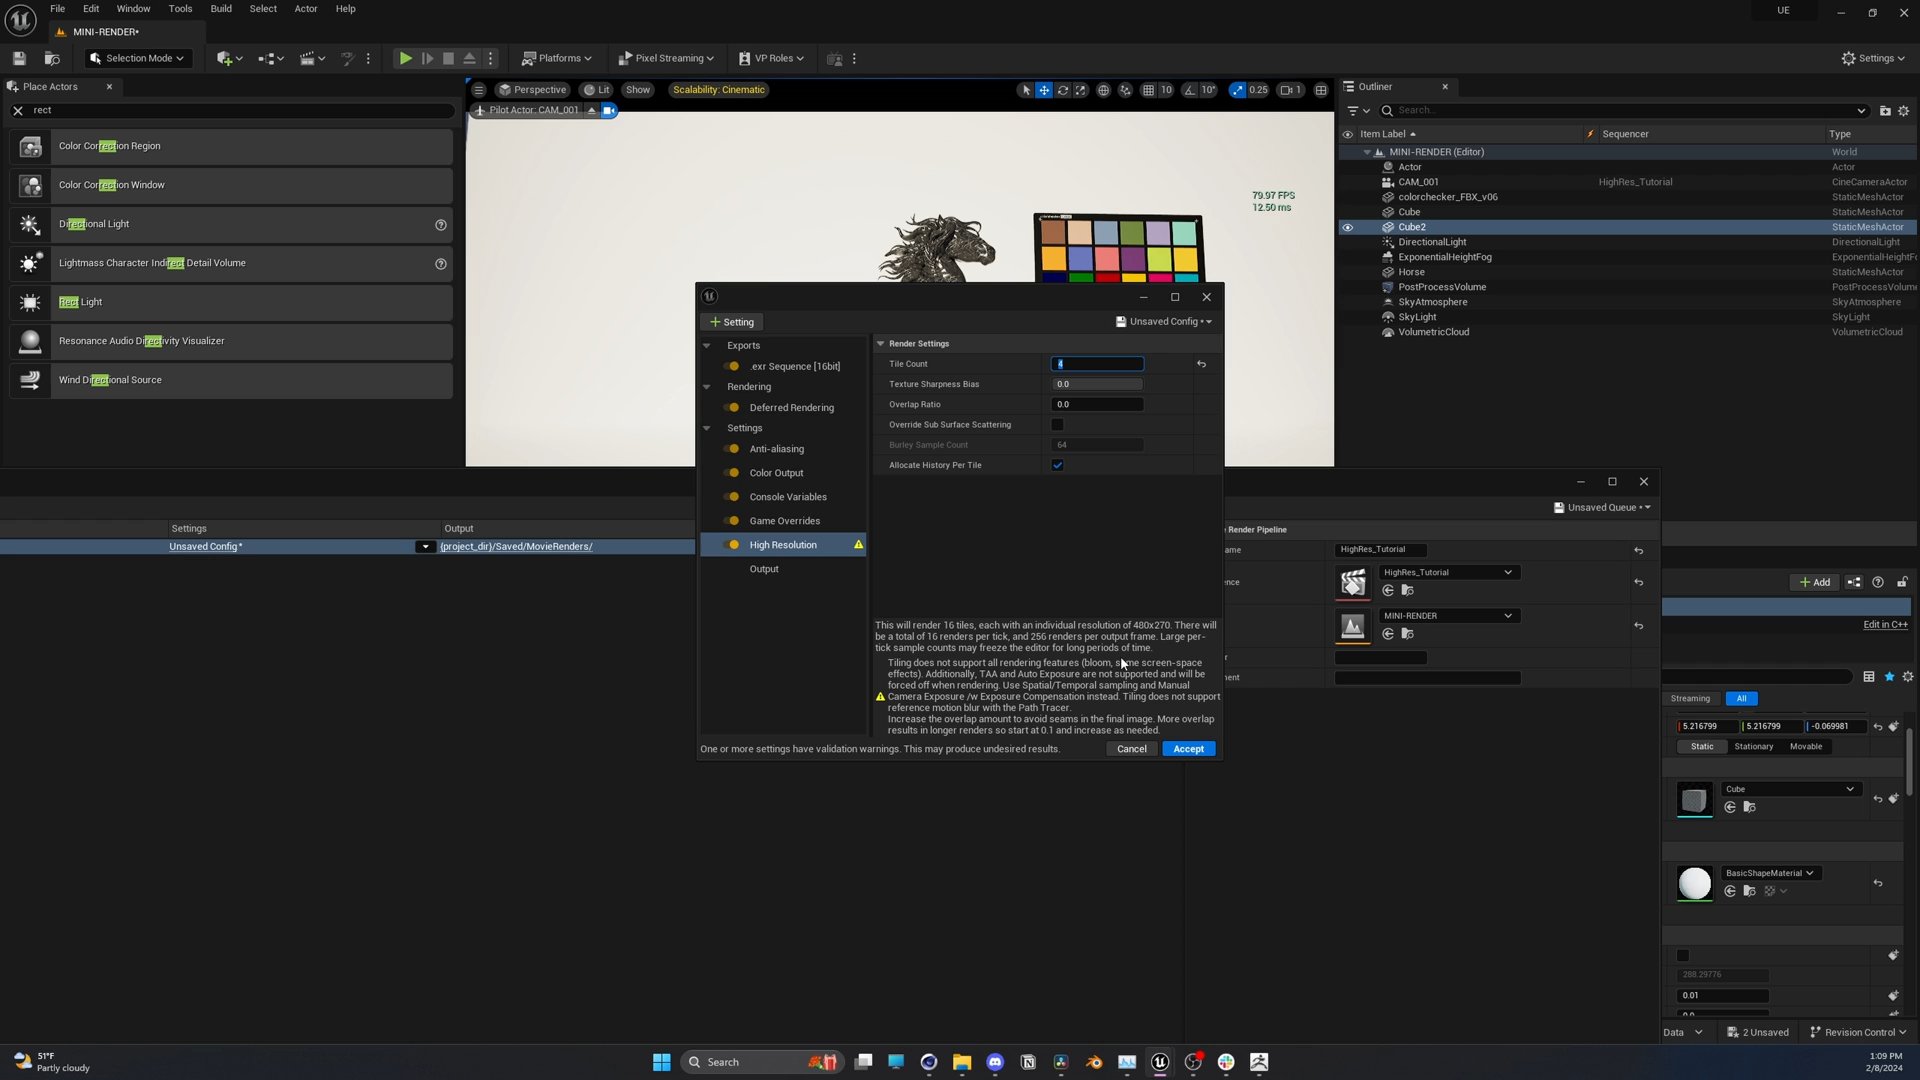 File Edit Window Tools Build Select Actor Help
UE
MINI-RENDER*
Selection Mode
Platforms
Pixel Streaming
VP Roles
Settings
Place Actors
rect
Color Correction Region
Color Correction Window
Directional Light
Lightmass Character Indirect Detail Volume
Rect Light
Resonance Audio Directivity Visualizer
Wind Directional Source
Perspective Lit Show Scalability: Cinematic
10 10° 0.25 1
Pilot Actor: CAM_001
79.97 FPS
12.50 ms
Outliner
Search...
Item Label Sequencer Type
MINI-RENDER (Editor) World
Actor Actor
CAM_001 HighRes_Tutorial CineCameraActor
colorchecker_FBX_v06 StaticMeshActor
Cube StaticMeshActor
Cube2 StaticMeshActor
DirectionalLight DirectionalLight
ExponentialHeightFog ExponentialHeightFo
Horse StaticMeshActor
PostProcessVolume PostProcessVolume
SkyAtmosphere SkyAtmosphere
SkyLight SkyLight
VolumetricCloud VolumetricCloud
Setting
Unsaved Config *
Exports
.exr Sequence [16bit]
Rendering
Deferred Rendering
Settings
Anti-aliasing
Color Output
Console Variables
Game Overrides
High Resolution
Output
Render Settings
Tile Count 4
Texture Sharpness Bias 0.0
Overlap Ratio 0.0
Override Sub Surface Scattering
Burley Sample Count 64
Allocate History Per Tile
This will render 16 tiles, each with an individual resolution of 480x270. There will
be a total of 16 renders per tick, and 256 renders per output frame. Large per-
tick sample counts may freeze the editor for long periods of time.
Tiling does not support all rendering features (bloom, some screen-space
effects). Additionally, TAA and Auto Exposure are not supported and will be
forced off when rendering. Use Spatial/Temporal sampling and Manual
Camera Exposure /w Exposure Compensation instead. Tiling does not support
reference motion blur with the Path Tracer.
Increase the overlap amount to avoid seams in the final image. More overlap
results in longer renders so start at 0.1 and increase as needed.
One or more settings have validation warnings. This may produce undesired results.
Cancel Accept
Settings Output
Unsaved Config* {project_dir}/Saved/MovieRenders/
Unsaved Queue *
e Render Pipeline
ame HighRes_Tutorial
ence HighRes_Tutorial
MINI-RENDER
r
ment
Add
Edit in C++
Streaming All
5.216799 5.216799 -0.069981
Static Stationary Movable
Cube
BasicShapeMaterial
288.29776
0.01
Data 2 Unsaved Revision Control
51°F
Partly cloudy
Search
1:09 PM
2/8/2024